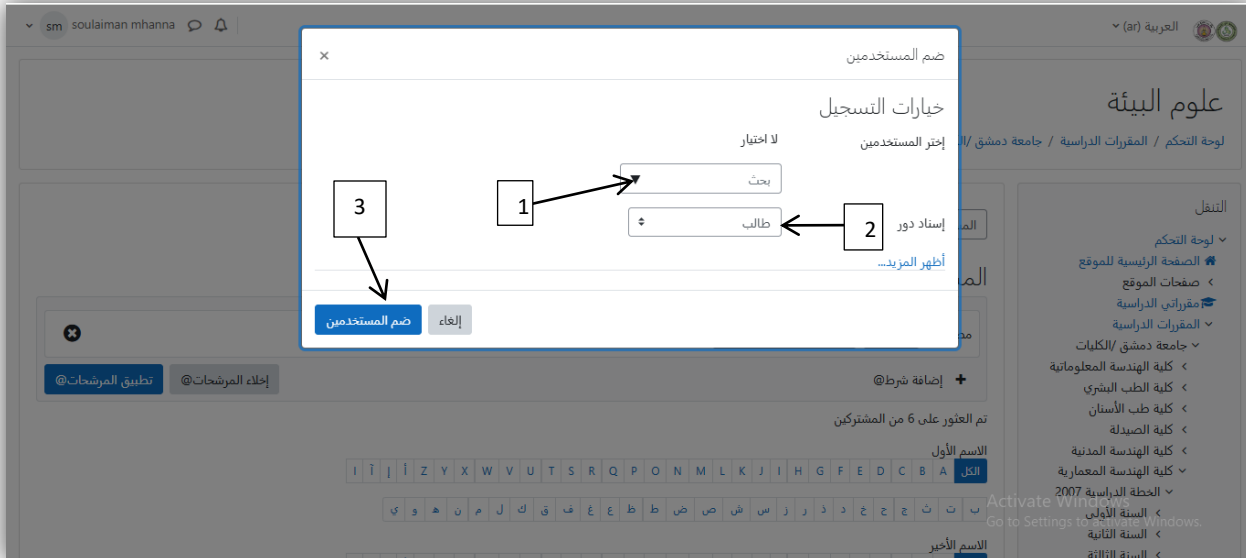 soulaiman mhanna sm
العربية ‎(ar)‎
علوم البيئة
لوحة التحكم / المقررات الدراسية / جامعة دمشق /ال
ضم المستخدمين
×
خيارات التسجيل
إختر المستخدمين
لا اختيار
بحث
1
إسناد دور
طالب
2
أظهر المزيد...
3
ضم المستخدمين
إلغاء
التنقل
لوحة التحكم
الصفحة الرئيسية للموقع
صفحات الموقع
مقرراتي الدراسية
المقررات الدراسية
جامعة دمشق /الكليات
كلية الهندسة المعلوماتية
كلية الطب البشري
كلية طب الأسنان
كلية الصيدلة
كلية الهندسة المدنية
كلية الهندسة المعمارية
الخطة الدراسية 2007
السنة الأولى
السنة الثانية
السنة الثالثة
إضافة شرط@
إخلاء المرشحات@
تطبيق المرشحات@
تم العثور على 6 من المشتركين
الاسم الأول
الكل A B C D E F G H I J K L M N O P Q R S T U V W X Y Z أ إ آ ا
ب ت ث ج ح خ د ذ ر ز س ش ص ض ط ظ ع غ ف ق ك ل م ن ه و ي
الاسم الأخير
Activate Windows
Go to Settings to activate Windows.